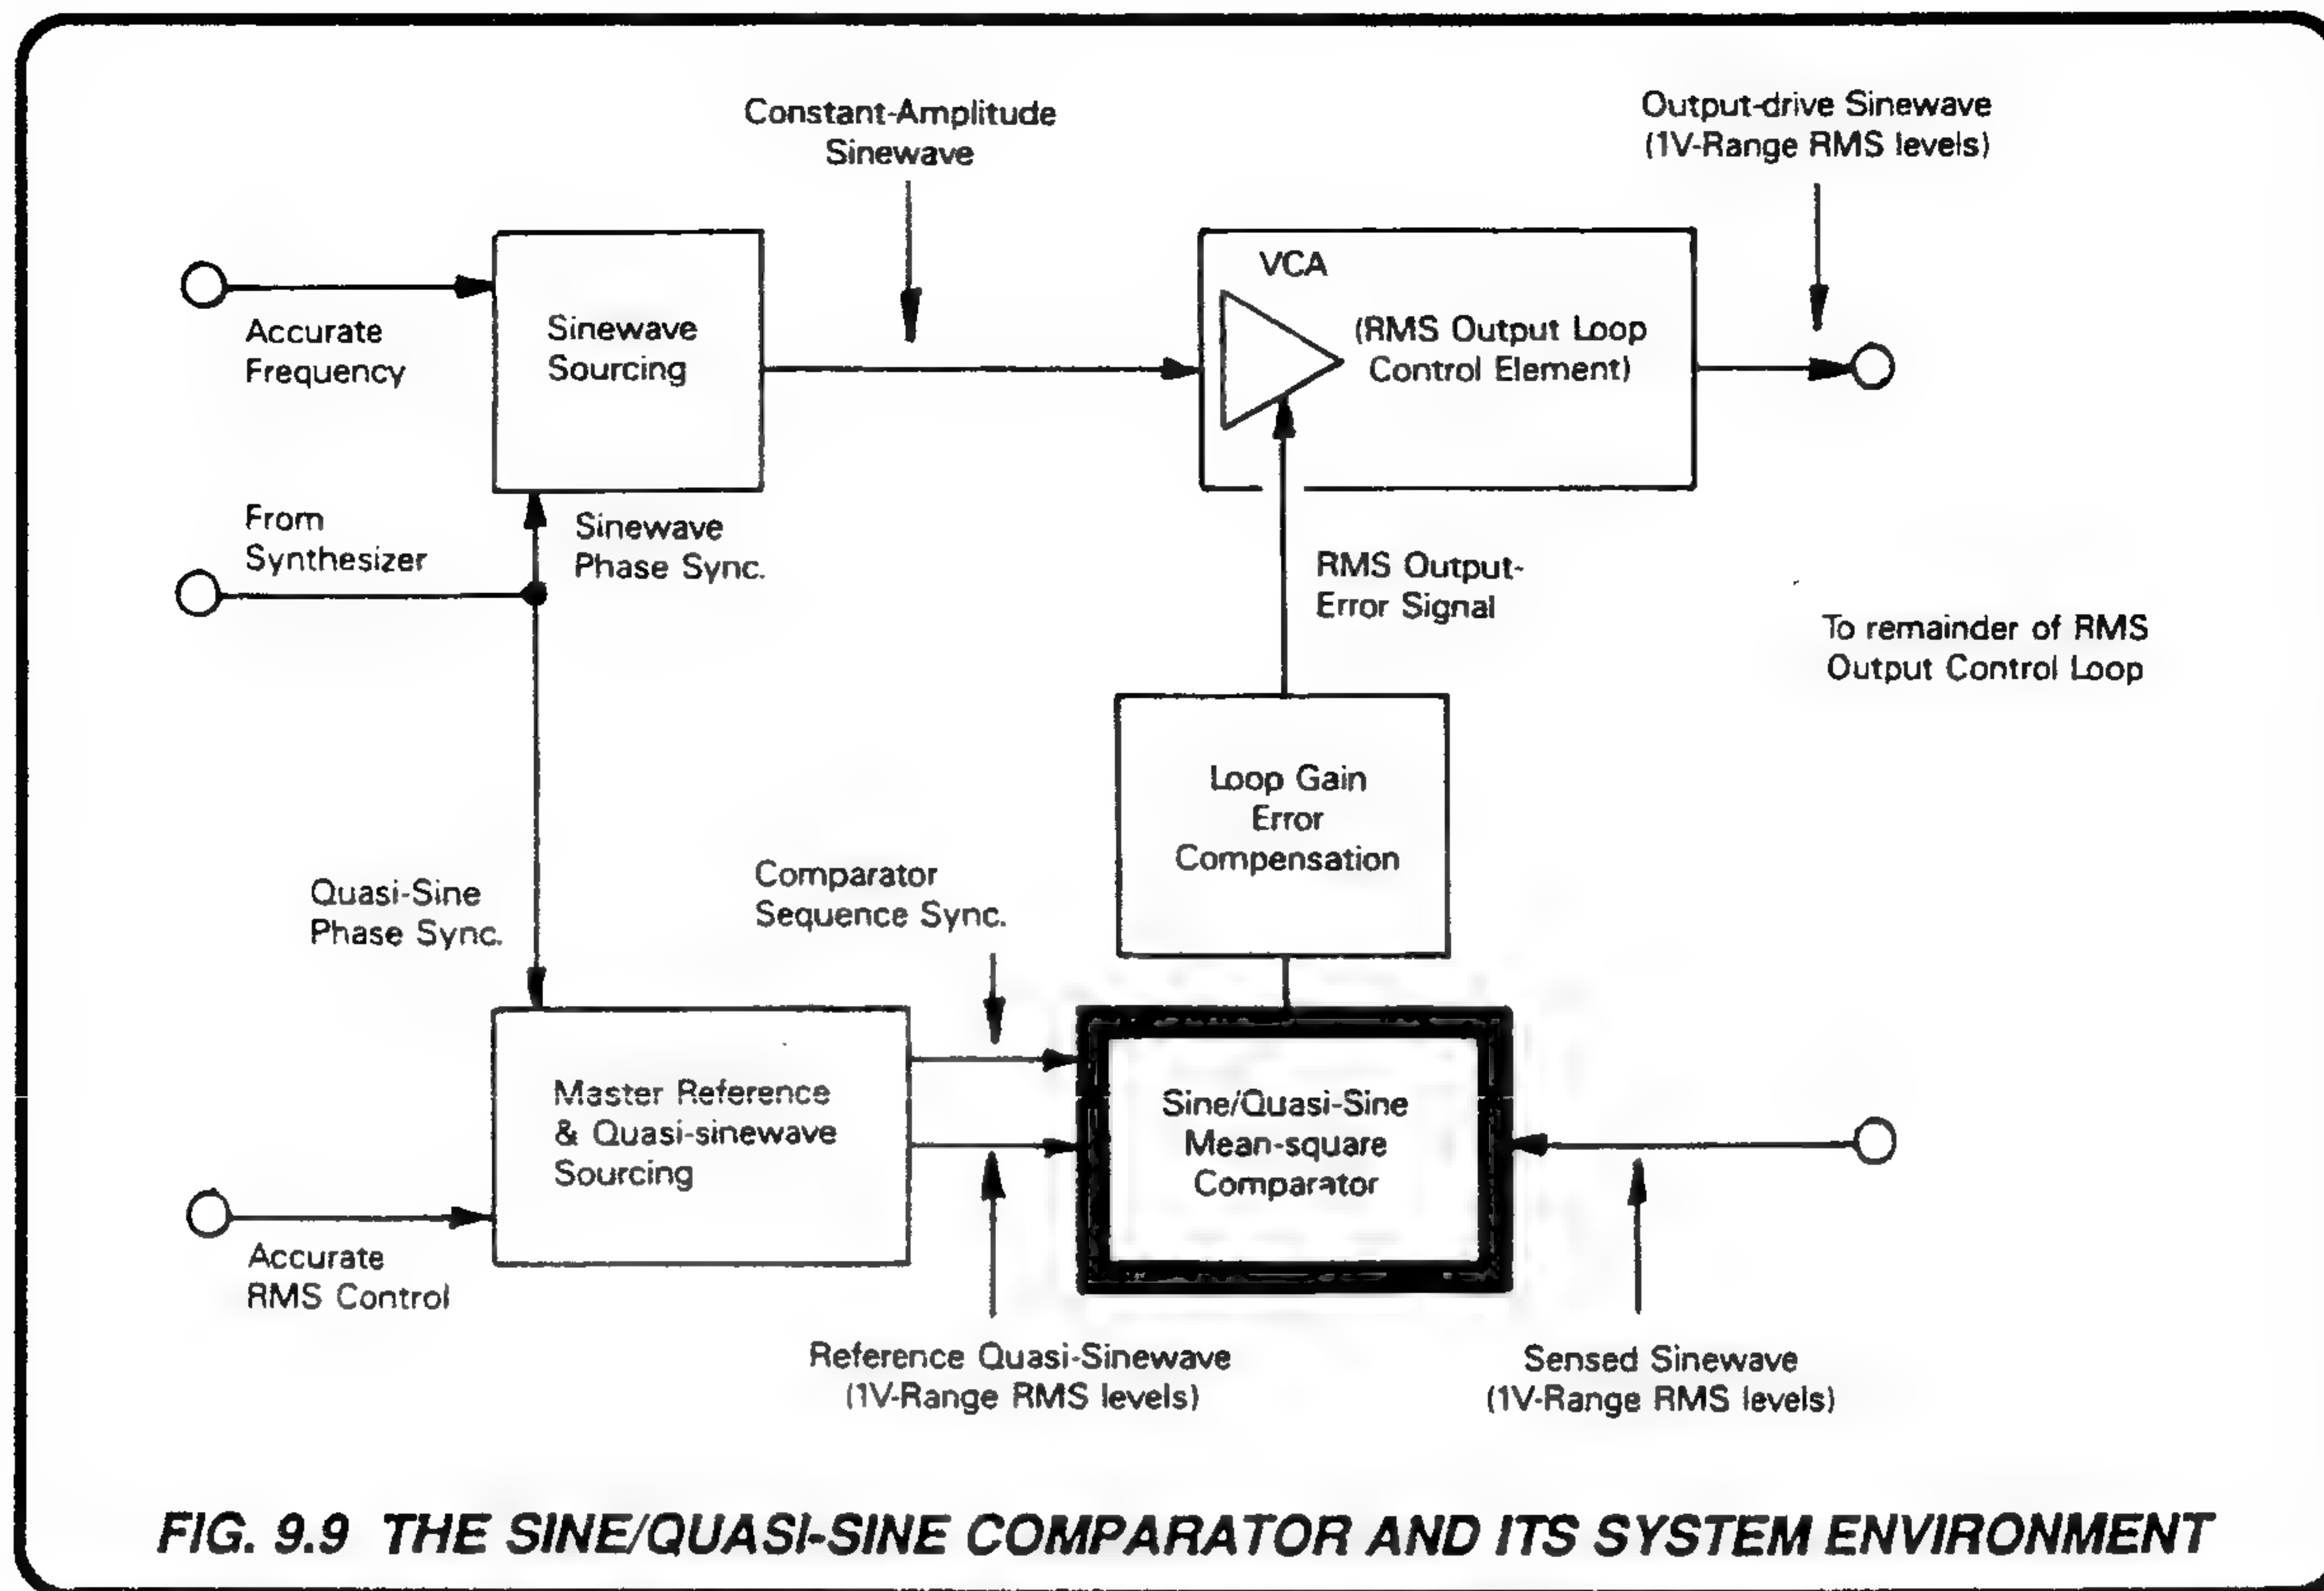 Constant-Amplitude
Sinewave
Output-drive Sinewave
(1V-Range RMS levels)
Accurate
Frequency
Sinewave
Sourcing
VCA
(RMS Output Loop
Control Element)
From
Synthesizer
Sinewave
Phase Sync.
RMS Output-
Error Signal
To remainder of RMS
Output Control Loop
Loop Gain
Error
Compensation
Quasi-Sine
Phase Sync.
Comparator
Sequence Sync.
Master Reference
& Quasi-sinewave
Sourcing
Sine/Quasi-Sine
Mean-square
Comparator
Accurate
RMS Control
Reference Quasi-Sinewave
(1V-Range RMS levels)
Sensed Sinewave
(1V-Range RMS levels)
FIG. 9.9 THE SINE/QUASI-SINE COMPARATOR AND ITS SYSTEM ENVIRONMENT